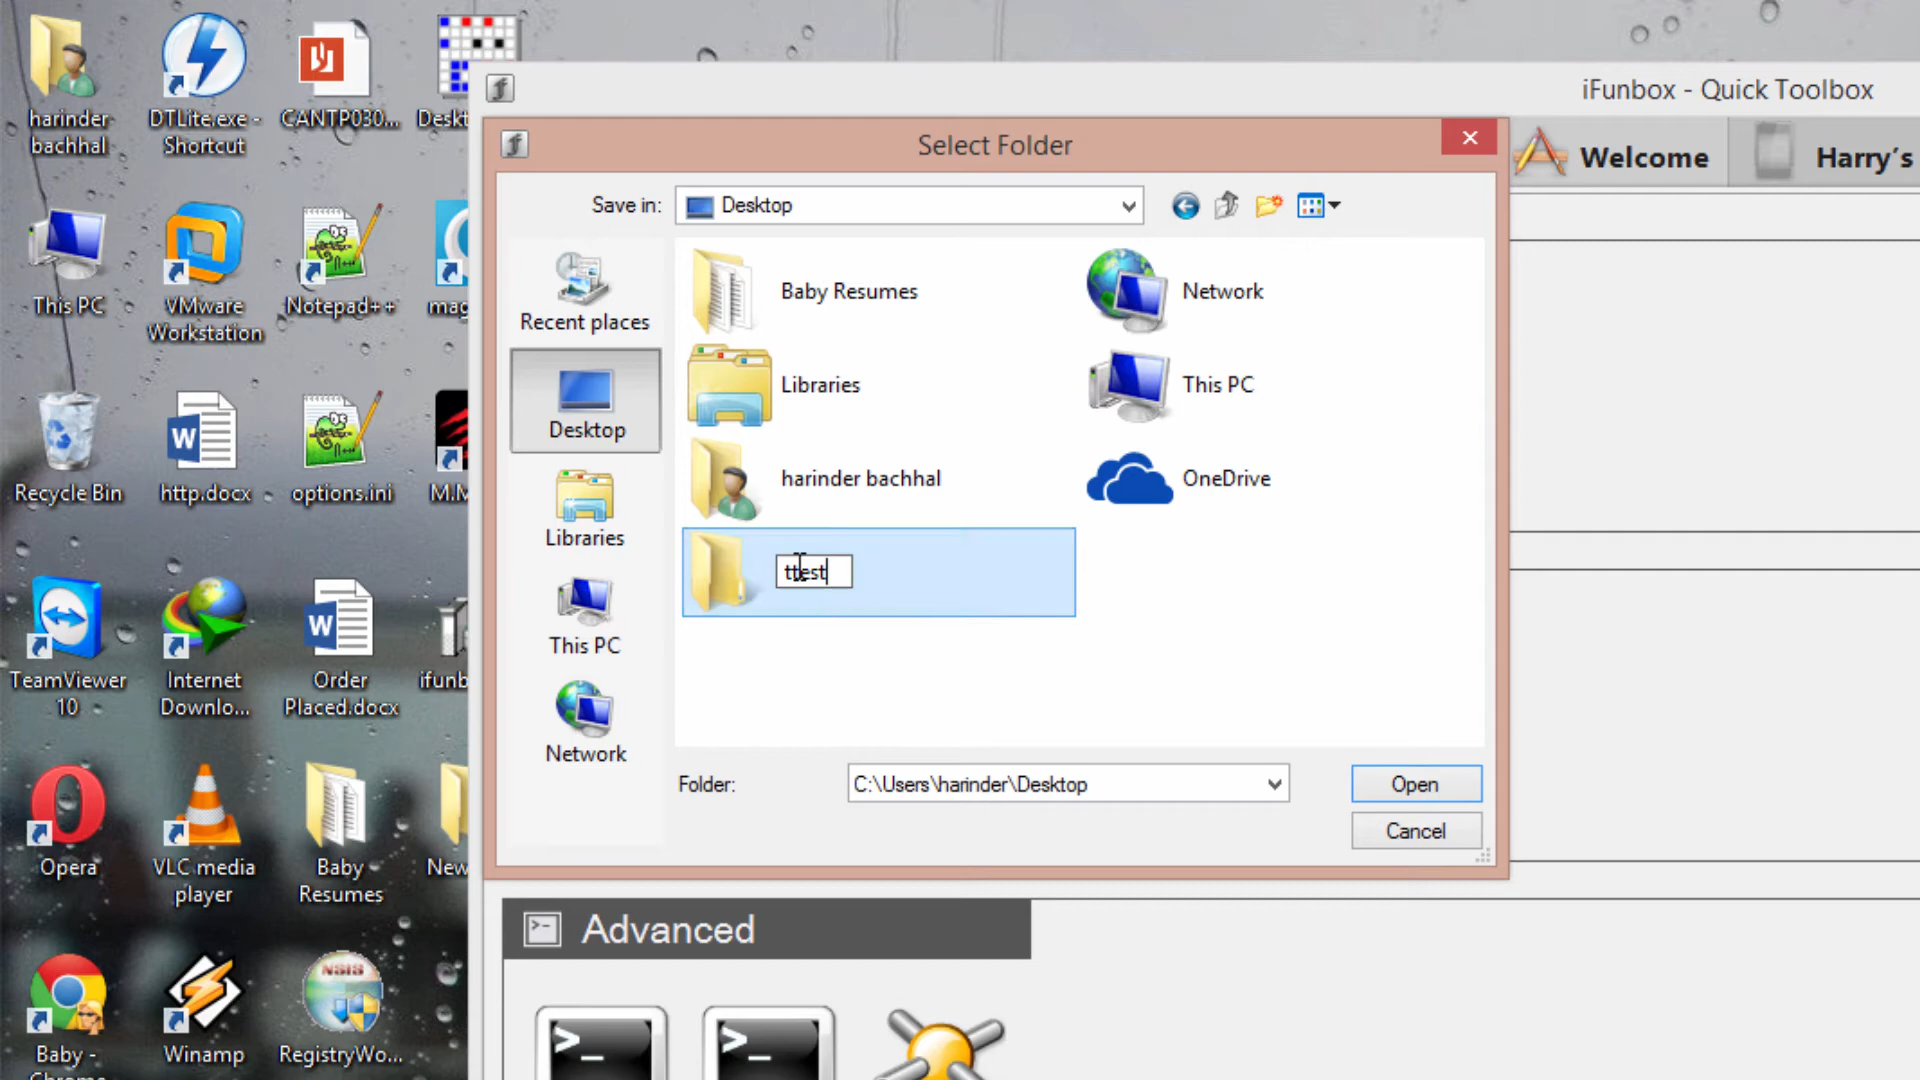 harinder
bachhal
DTLite.exe -
Shortcut
CANTP030...
Deskt
This PC
VMware
Workstation
Notepad++
mag
Recycle Bin
http.docx
options.ini
M.M
TeamViewer
10
Internet
Downlo...
Order
Placed.docx
ifunb
Opera
VLC media
player
Baby
Resumes
New
Baby -
Chrome
Winamp
NSIS
RegistryWo...
iFunbox - Quick Toolbox
Welcome
Harry's
Select Folder
Save in:
Desktop
Recent places
Desktop
Libraries
This PC
Network
Baby Resumes
Network
Libraries
This PC
harinder bachhal
OneDrive
ttest
Folder:
C:\Users\harinder\Desktop
Open
Cancel
>- Advanced
>_
>_